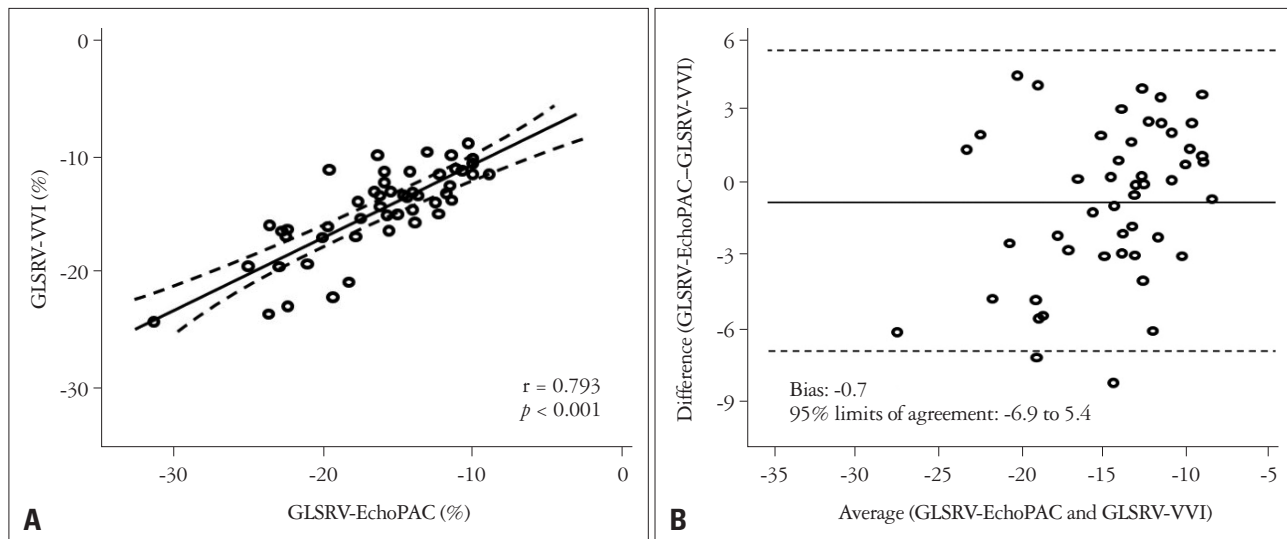 0
-10
-20
-30
GLSRV-VVI (%)
r = 0.793
p < 0.001
-30
-20
-10
0
GLSRV-EchoPAC (%)
A
6
3
0
-3
-6
-9
Difference (GLSRV-EchoPAC–GLSRV-VVI)
Bias: -0.7
95% limits of agreement: -6.9 to 5.4
-35
-30
-25
-20
-15
-10
-5
Average (GLSRV-EchoPAC and GLSRV-VVI)
B